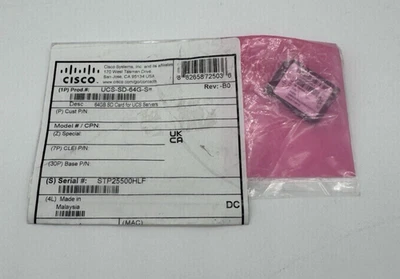 CISCO
Cisco Systems, Inc. and its affiliates
170 West Tasman Drive
San Jose, CA 95134 USA
(1P) Prod #: UCS-SD-64G-S=
Rev: -B0
Desc: 64GB SD Card for UCS Servers
(P) Cust P/N:
Model # / CPN:
(Z) Special:
(7P) CLEI P/N:
(30P) Base P/N:
UK
CA
(S) Serial #: STP25500HLF
(4L) Made in
Malaysia
DC
(MAC)